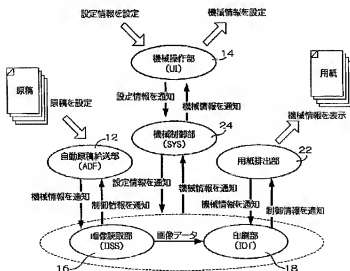 設定情報を設定
機械情報を設定
機械操作部
(UI)
14
原稿
用紙
原稿を設定
設定情報を通知
機械情報を通知
機械情報を表示
12
機械制御部
(SYS)
24
自動原稿給送部
(ADF)
用紙排出部
22
設定情報を通知
機械情報を通知
機械情報を通知
制御情報を通知
機械情報を通知
制御情報を通知
画像読取部
(DSS)
画像データ
印刷部
16
18